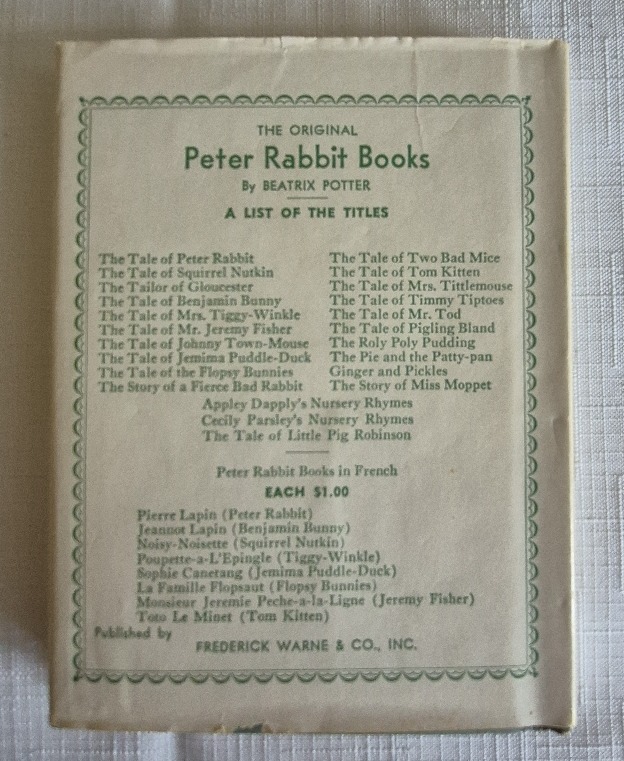 THE ORIGINAL
Peter Rabbit Books
By BEATRIX POTTER
A LIST OF THE TITLES
The Tale of Peter Rabbit
The Tale of Squirrel Nutkin
The Tailor of Gloucester
The Tale of Benjamin Bunny
The Tale of Mrs. Tiggy-Winkle
The Tale of Mr. Jeremy Fisher
The Tale of Johnny Town-Mouse
The Tale of Jemima Puddle-Duck
The Tale of the Flopsy Bunnies
The Story of a Fierce Bad Rabbit
The Tale of Two Bad Mice
The Tale of Tom Kitten
The Tale of Mrs. Tittlemouse
The Tale of Timmy Tiptoes
The Tale of Mr. Tod
The Tale of Pigling Bland
The Roly Poly Pudding
The Pie and the Patty-pan
Ginger and Pickles
The Story of Miss Moppet
Appley Dapply's Nursery Rhymes
Cecily Parsley's Nursery Rhymes
The Tale of Little Pig Robinson
Peter Rabbit Books in French
EACH $1.00
Pierre Lapin (Peter Rabbit)
Jeannot Lapin (Benjamin Bunny)
Noisy-Noisette (Squirrel Nutkin)
Poupette-a-L'Epingle (Tiggy-Winkle)
Sophie Canetang (Jemima Puddle-Duck)
La Famille Flopsaut (Flopsy Bunnies)
Monsieur Jeremie Peche-a-la-Ligne (Jeremy Fisher)
Toto Le Minet (Tom Kitten)
Published by
FREDERICK WARNE & CO., INC.